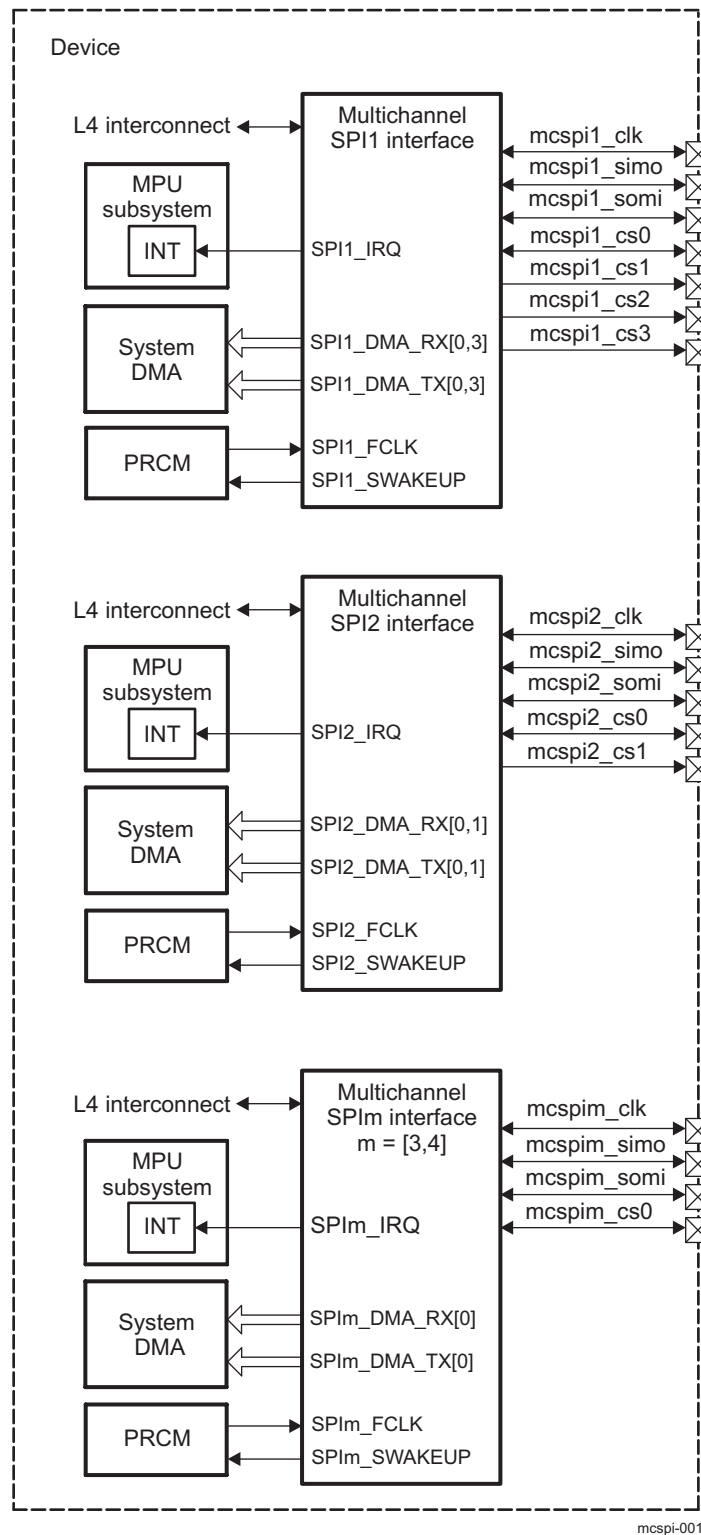 Device
L4 interconnect
Multichannel
SPI1 interface
MPU
subsystem
INT
SPI1_IRQ
System
DMA
SPI1_DMA_RX[0,3]
SPI1_DMA_TX[0,3]
PRCM
SPI1_FCLK
SPI1_SWAKEUP
mcspi1_clk
mcspi1_simo
mcspi1_somi
mcspi1_cs0
mcspi1_cs1
mcspi1_cs2
mcspi1_cs3
L4 interconnect
Multichannel
SPI2 interface
MPU
subsystem
INT
SPI2_IRQ
System
DMA
SPI2_DMA_RX[0,1]
SPI2_DMA_TX[0,1]
PRCM
SPI2_FCLK
SPI2_SWAKEUP
mcspi2_clk
mcspi2_simo
mcspi2_somi
mcspi2_cs0
mcspi2_cs1
L4 interconnect
Multichannel
SPIm interface
m = [3,4]
MPU
subsystem
INT
SPIm_IRQ
System
DMA
SPIm_DMA_RX[0]
SPIm_DMA_TX[0]
PRCM
SPIm_FCLK
SPIm_SWAKEUP
mcspim_clk
mcspim_simo
mcspim_somi
mcspim_cs0
mcspi-001